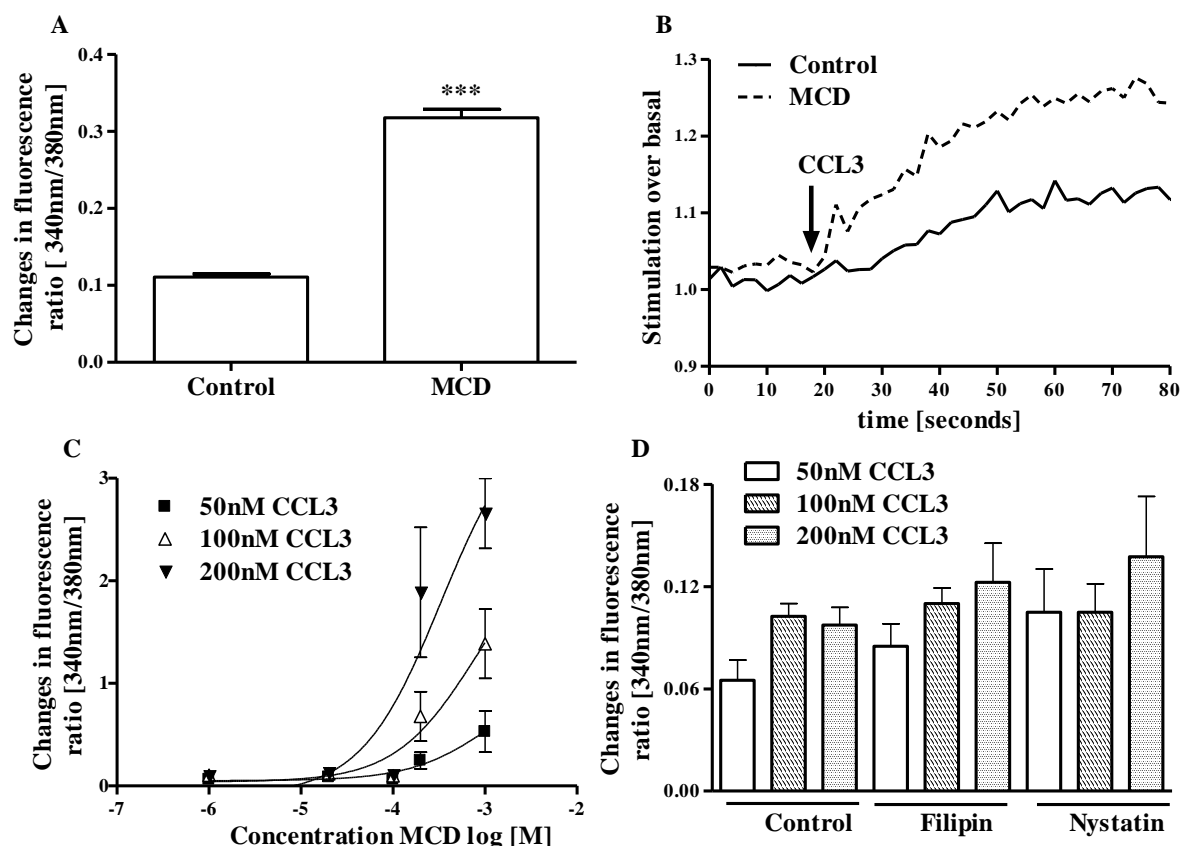 A
Changes in fluorescence
ratio [ 340nm/380nm]
0.4
0.3
0.2
0.1
0.0
***
Control
MCD
B
Stimulation over basal
1.3
1.2
1.1
1.0
0.9
Control
MCD
CCL3
0
10
20
30
40
50
60
70
80
time [seconds]
C
Changes in fluorescence
ratio [340nm/380nm]
3
2
1
0
50nM CCL3
100nM CCL3
200nM CCL3
-7
-6
-5
-4
-3
-2
Concentration MCD log [M]
D
Changes in fluorescence
ratio [340nm/380nm]
0.18
0.12
0.06
0.00
50nM CCL3
100nM CCL3
200nM CCL3
Control
Filipin
Nystatin